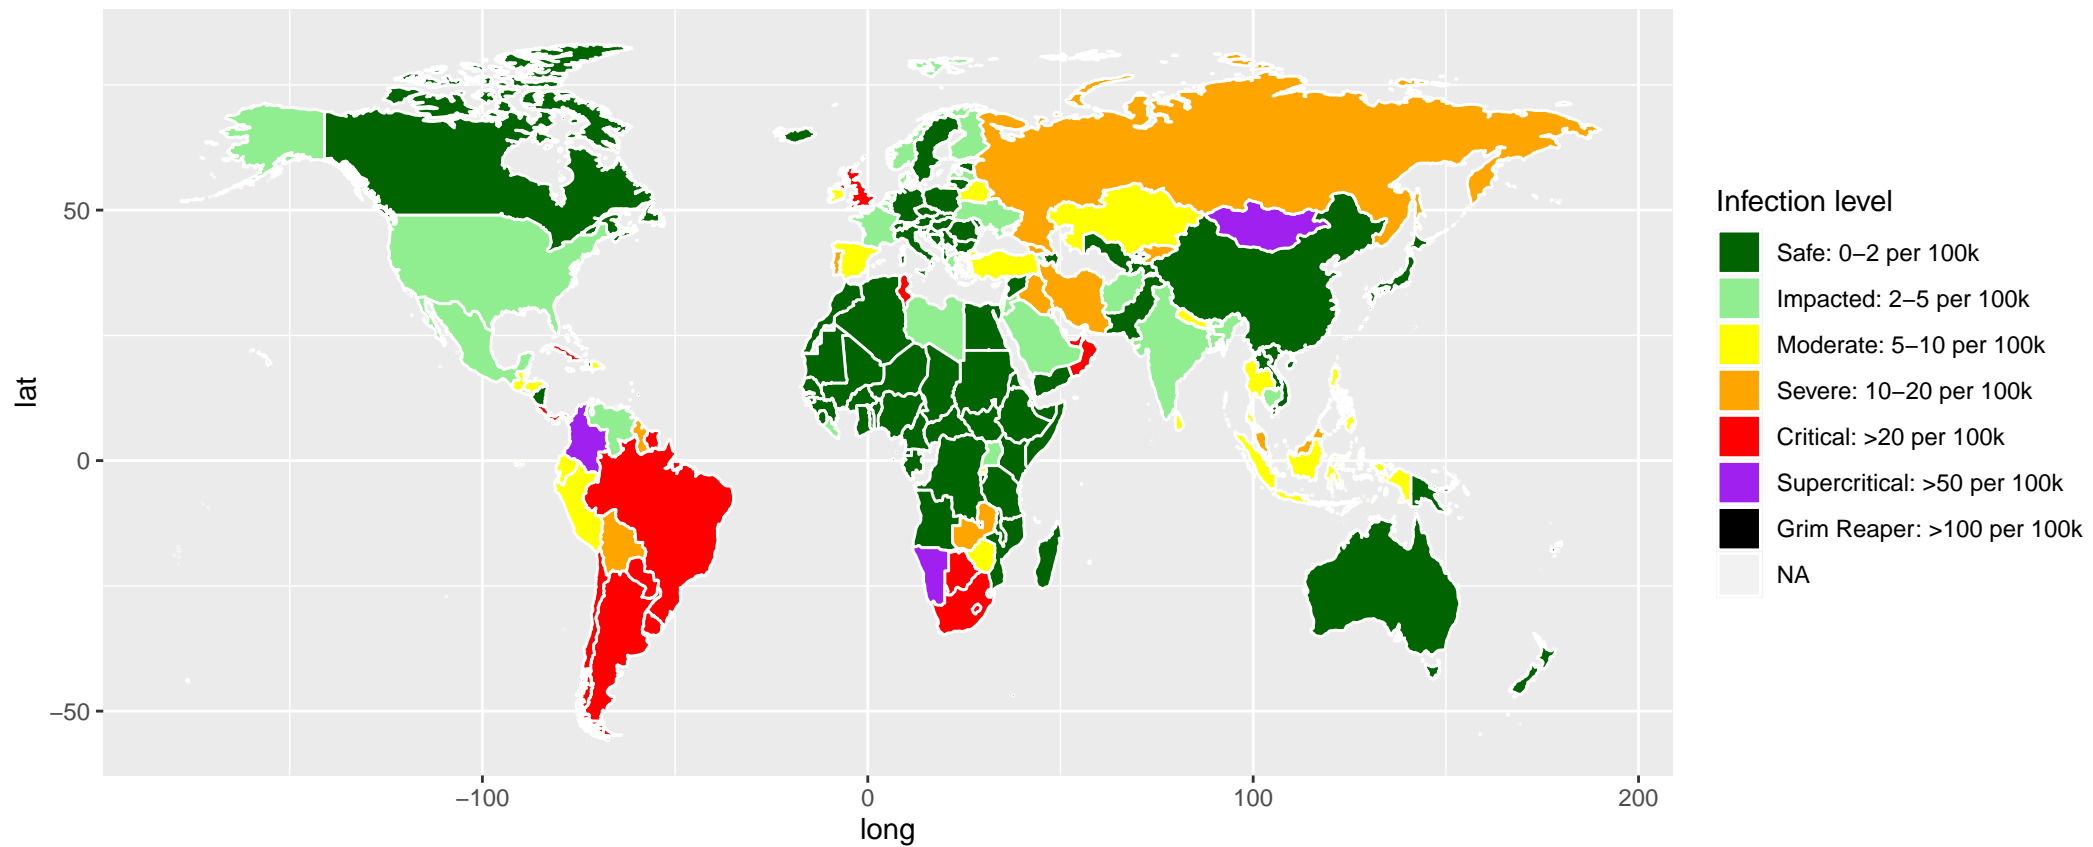 50
0
−50
lat
−100
0
100
200
long
Infection level
Safe: 0−2 per 100k
Impacted: 2−5 per 100k
Moderate: 5−10 per 100k
Severe: 10−20 per 100k
Critical: >20 per 100k
Supercritical: >50 per 100k
Grim Reaper: >100 per 100k
NA